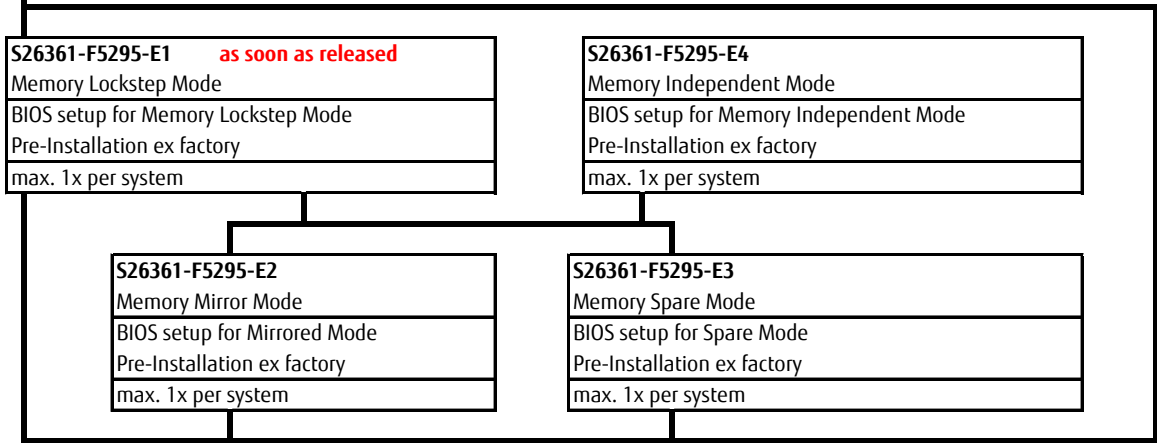 S26361-F5295-E1 as soon as released
Memory Lockstep Mode
BIOS setup for Memory Lockstep Mode
Pre-Installation ex factory
max. 1x per system
S26361-F5295-E4
Memory Independent Mode
BIOS setup for Memory Independent Mode
Pre-Installation ex factory
max. 1x per system
S26361-F5295-E2
Memory Mirror Mode
BIOS setup for Mirrored Mode
Pre-Installation ex factory
max. 1x per system
S26361-F5295-E3
Memory Spare Mode
BIOS setup for Spare Mode
Pre-Installation ex factory
max. 1x per system